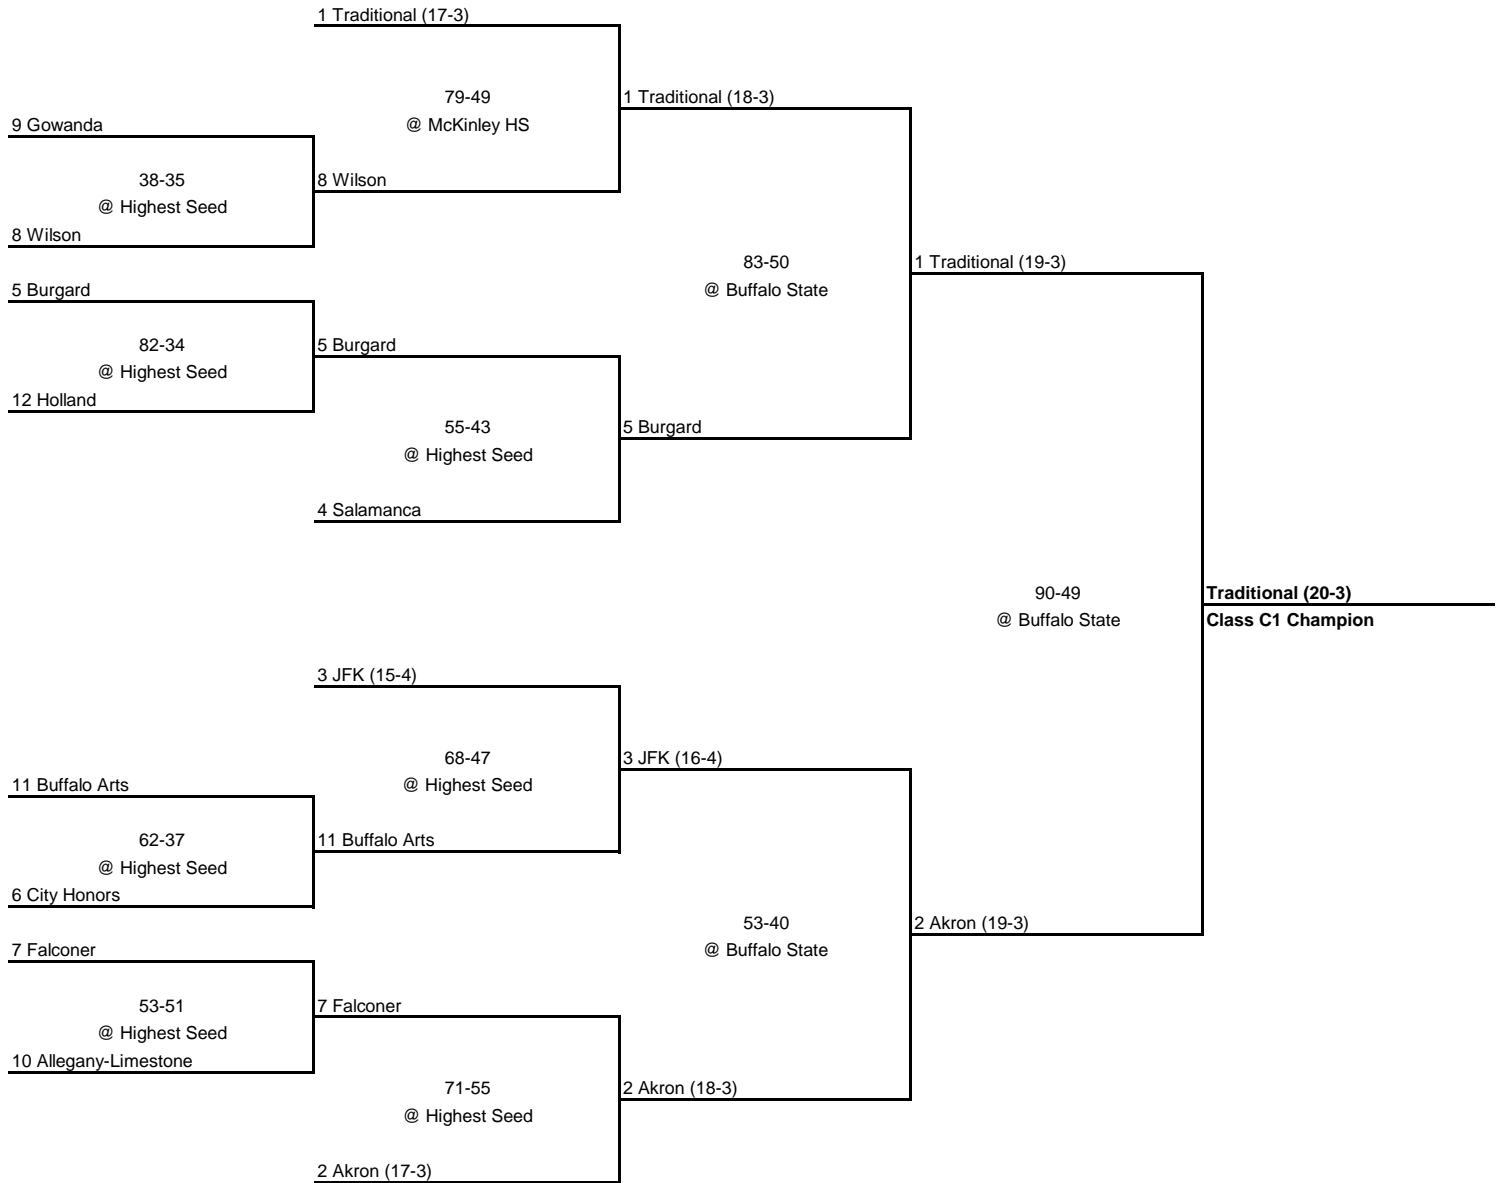 1 Traditional (17-3)
79-49
@ McKinley HS
1 Traditional (18-3)
9 Gowanda
38-35
@ Highest Seed
8 Wilson
8 Wilson
83-50
@ Buffalo State
1 Traditional (19-3)
5 Burgard
82-34
@ Highest Seed
5 Burgard
12 Holland
55-43
@ Highest Seed
5 Burgard
4 Salamanca
90-49
@ Buffalo State
Traditional (20-3)
Class C1 Champion
3 JFK (15-4)
68-47
@ Highest Seed
3 JFK (16-4)
11 Buffalo Arts
62-37
@ Highest Seed
11 Buffalo Arts
6 City Honors
53-40
@ Buffalo State
2 Akron (19-3)
7 Falconer
53-51
@ Highest Seed
7 Falconer
10 Allegany-Limestone
71-55
@ Highest Seed
2 Akron (18-3)
2 Akron (17-3)